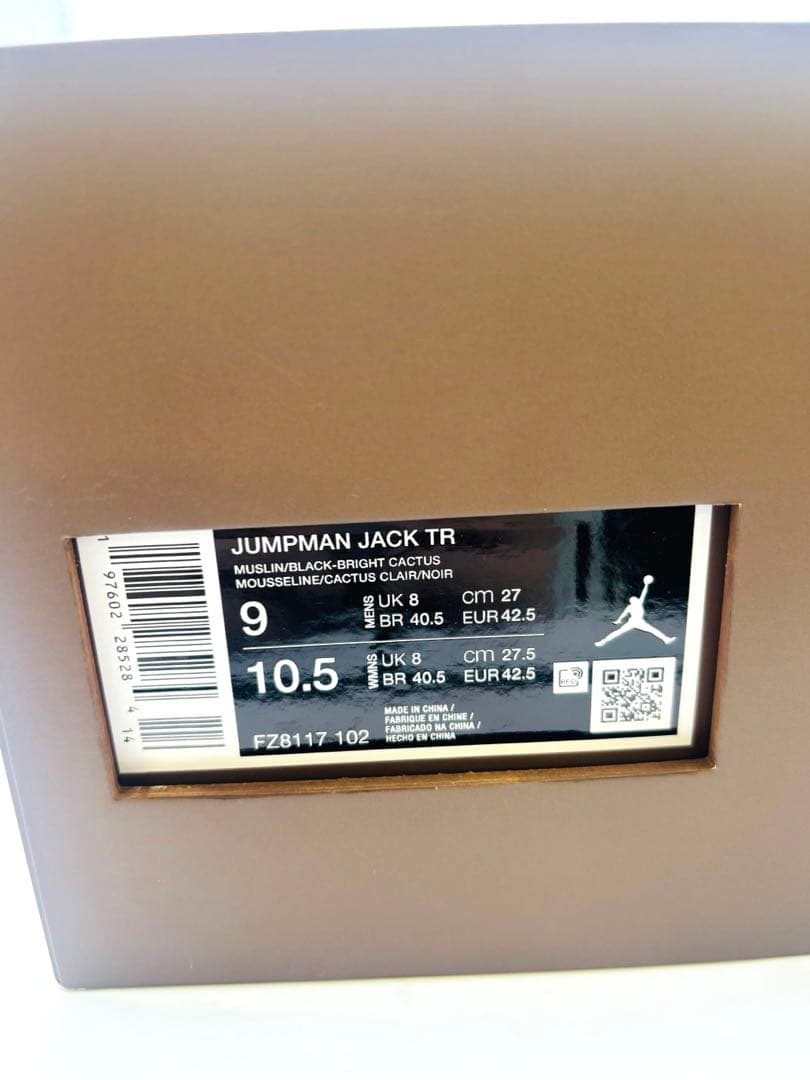 JUMPMAN JACK TR
MUSLIN/BLACK-BRIGHT CACTUS
MOUSSELINE/CACTUS CLAIR/NOIR
9 MENS UK 8 cm 27
BR 40.5 EUR 42.5
10.5 WMNS UK 8 cm 27.5
BR 40.5 EUR 42.5
FZ8117 102
MADE IN CHINA /
FABRIQUE EN CHINE /
FABRICADO NA CHINA /
HECHO EN CHINA
1 97602 28528 4 14